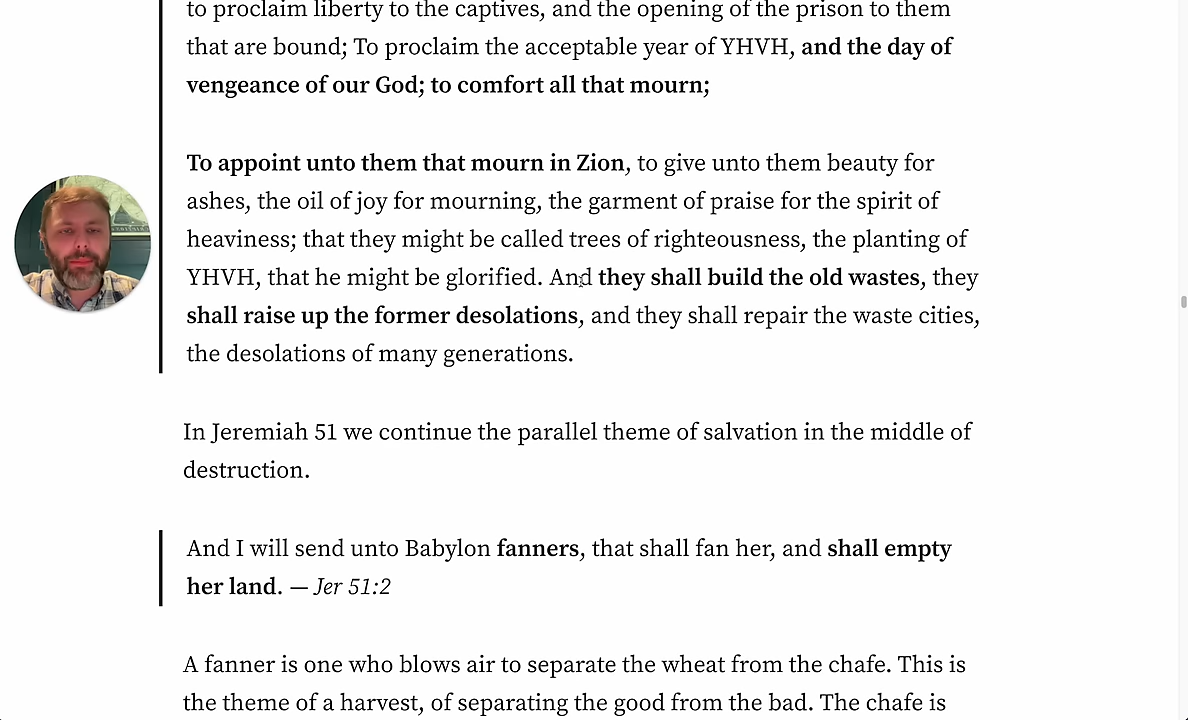 to proclaim liberty to the captives, and the opening of the prison to them
that are bound; To proclaim the acceptable year of YHVH, and the day of
vengeance of our God; to comfort all that mourn;
To appoint unto them that mourn in Zion, to give unto them beauty for
ashes, the oil of joy for mourning, the garment of praise for the spirit of
heaviness; that they might be called trees of righteousness, the planting of
YHVH, that he might be glorified. And they shall build the old wastes, they
shall raise up the former desolations, and they shall repair the waste cities,
the desolations of many generations.
In Jeremiah 51 we continue the parallel theme of salvation in the middle of
destruction.
And I will send unto Babylon fanners, that shall fan her, and shall empty
her land. — Jer 51:2
A fanner is one who blows air to separate the wheat from the chafe. This is
the theme of a harvest, of separating the good from the bad. The chafe is